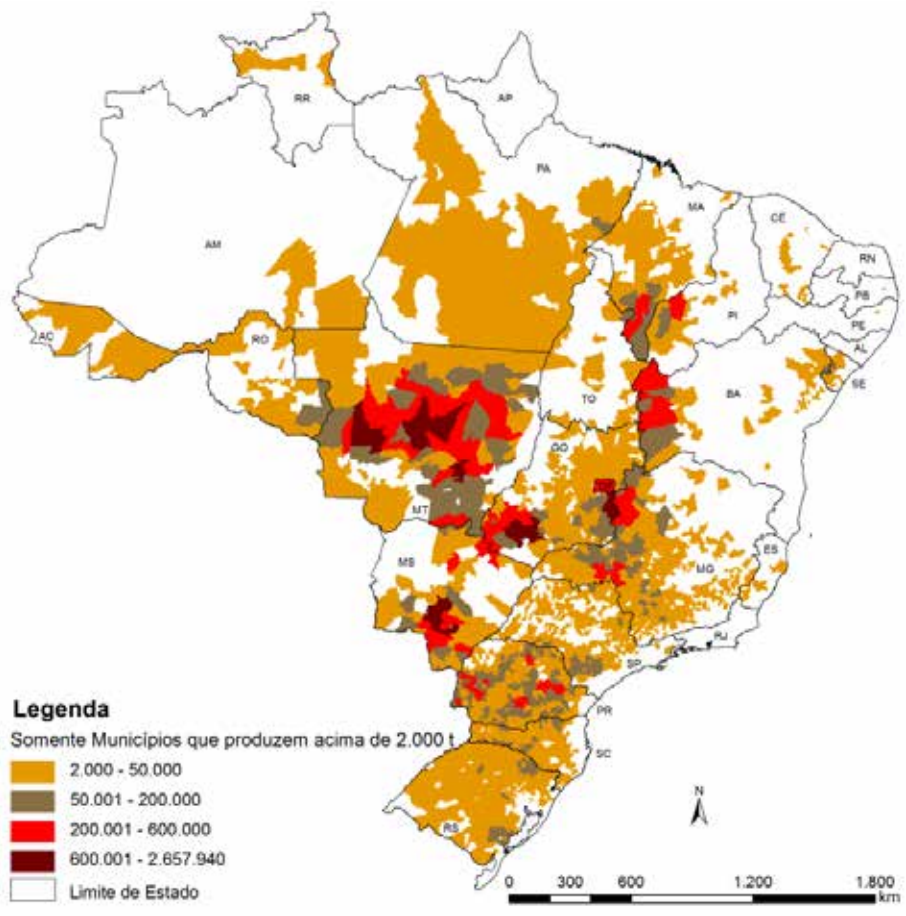 RR
AP
AM
PA
MA
CE
RN
PB
PE
AL
SE
PI
AC
RO
TO
BA
GO
MT
MS
MG
ES
RJ
SP
PR
SC
RS
Legenda
Somente Municípios que produzem acima de 2.000 t
2.000 - 50.000
50.001 - 200.000
200.001 - 600.000
600.001 - 2.657.940
Limite de Estado
N
0 300 600 1.200 1.800
km